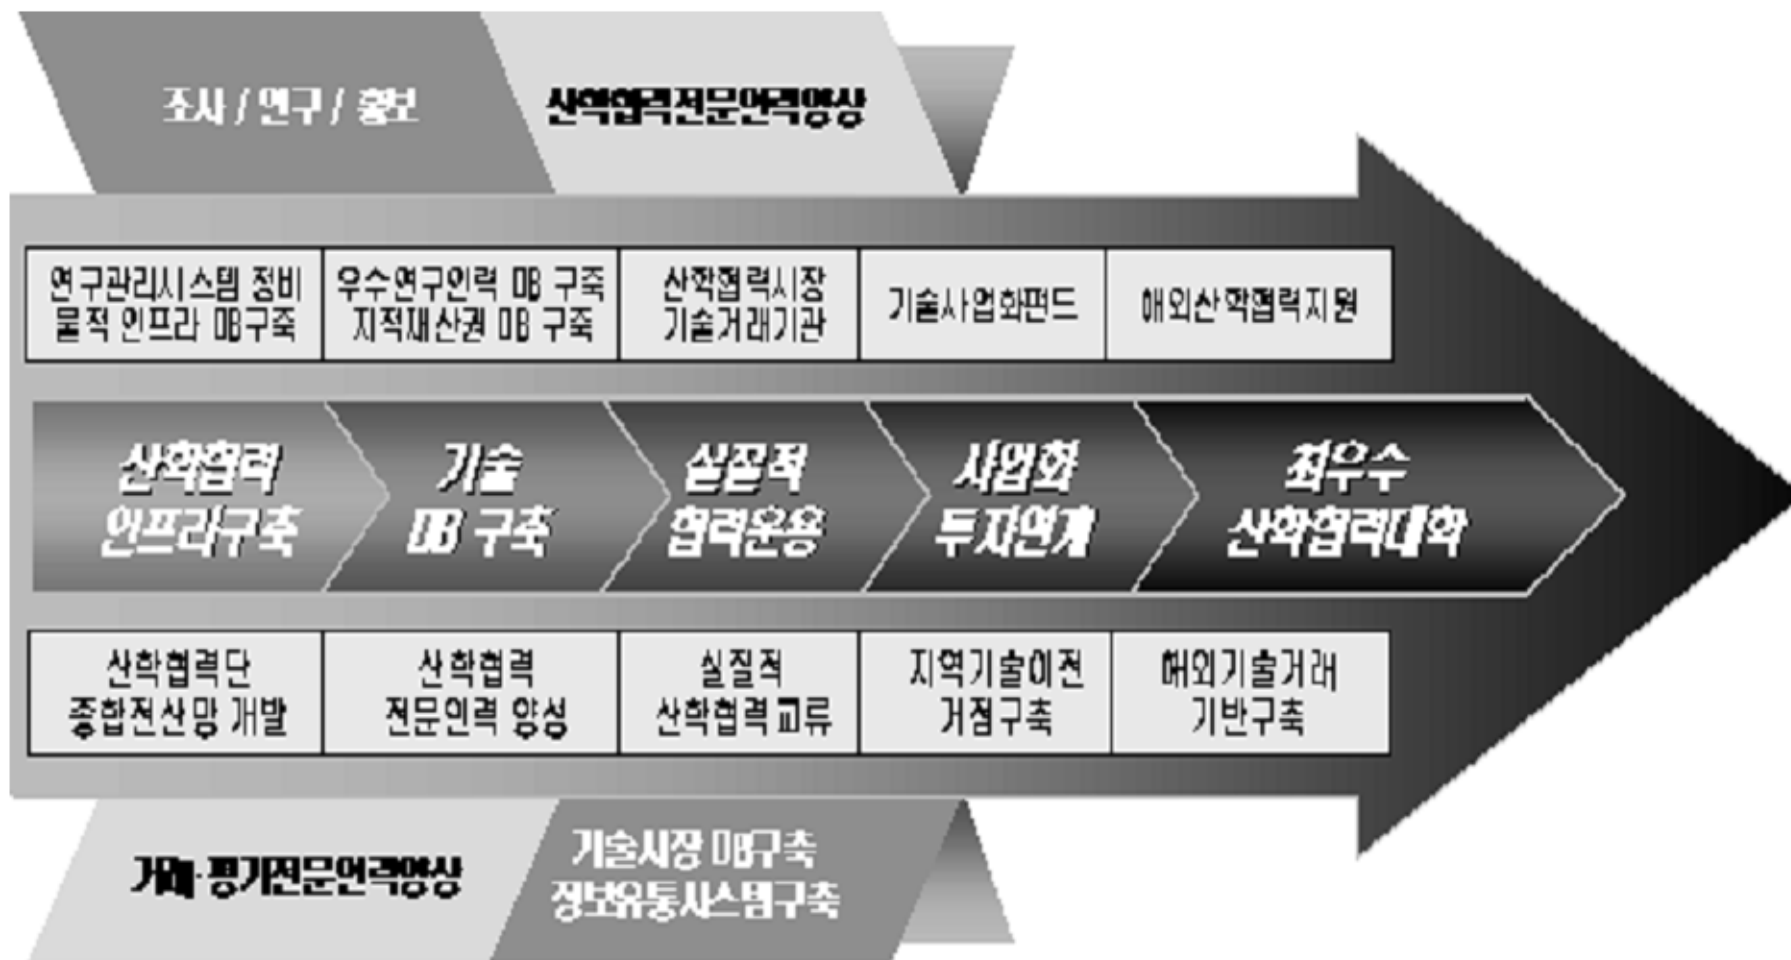 조사 / 연구 / 홍보
산학협력전문인력양상
연구관리시스템 정비
물적 인프라 DB구축
우수연구인력 DB 구축
지적재산권 DB 구축
산학협력시장
기술거래기관
기술사업화펀드
해외산학협력지원
산학협력
인프라구축
기술
DB 구축
실질적
협력운용
사업화
투자연계
최우수
산학협력대학
산학협력단
종합전산망 개발
산학협력
전문인력 양성
실질적
산학협력교류
지역기술이전
거점구축
해외기술거래
기반구축
거래·평가전문인력양상
기술시장 DB구축
정보유통시스템구축